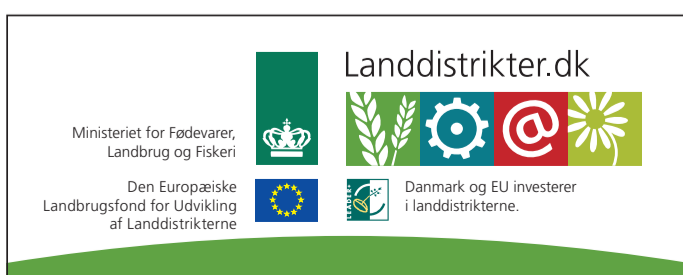 Landdistrikter.dk
Ministeriet for Fødevarer,
Landbrug og Fiskeri
@
Den Europæiske
Landbrugsfond for Udvikling
af Landdistrikterne
LEADER+
Danmark og EU investerer
i landdistrikterne.